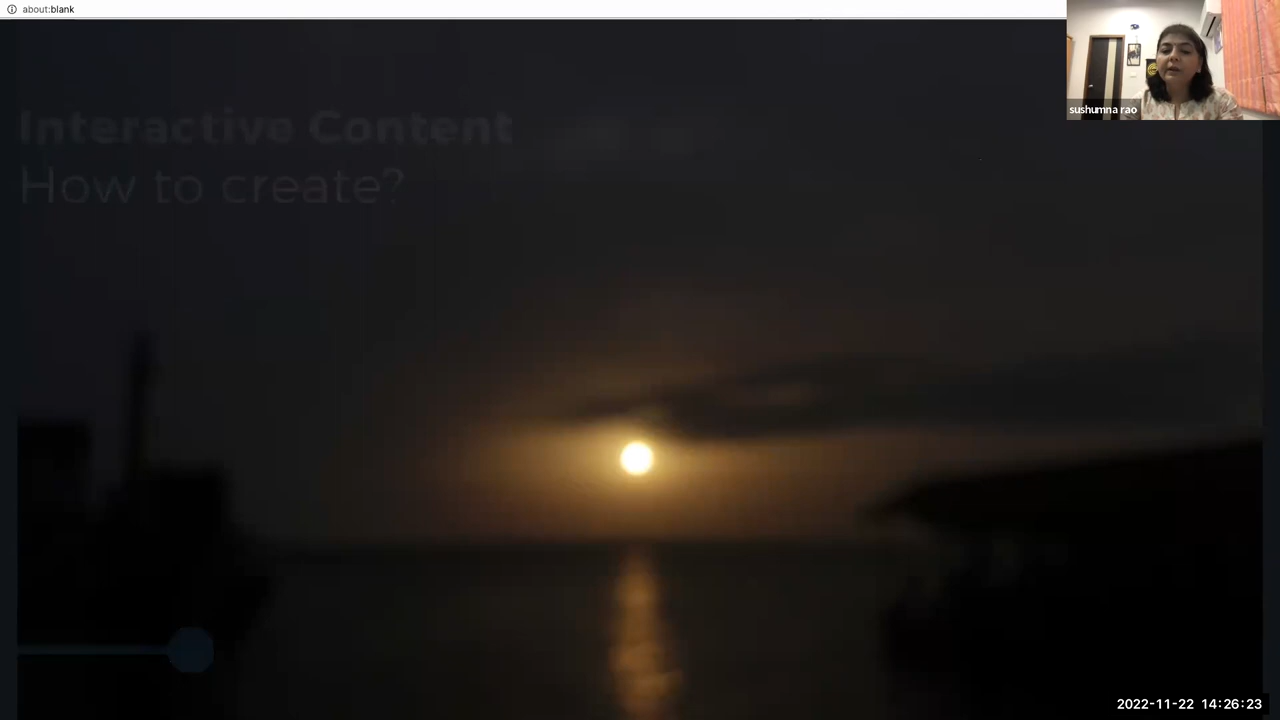 about:blank
sushumna rao
Interactive Content
How to create?
2022-11-22 14:26:23